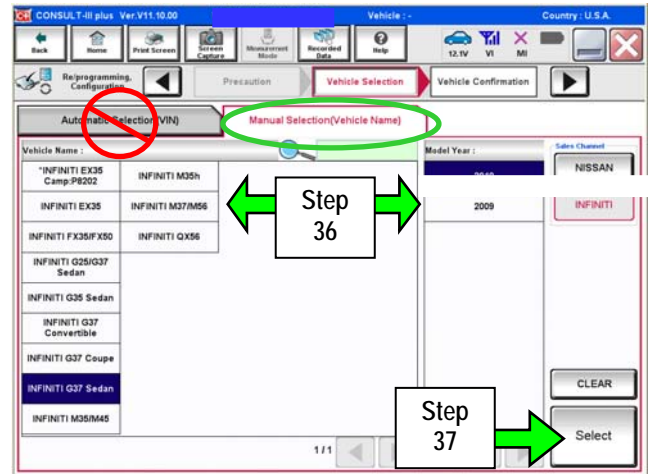 CONSULT-III plus Ver.V11.10.00 Vehicle : - Country : U.S.A.
Back Home Print Screen Screen Capture Measurement Mode Recorded Data Help 12.1V VI MI
Re/programming, Configuration Precaution Vehicle Selection Vehicle Confirmation
Automatic Selection(VIN) Manual Selection(Vehicle Name)
Vehicle Name : Model Year : Sales Channel
*INFINITI EX35 Camp:P8202 INFINITI M35h NISSAN
INFINITI EX35 INFINITI M37/M56 2009 INFINITI
Step
36
INFINITI FX35/FX50 INFINITI QX56
INFINITI G25/G37
Sedan
INFINITI G35 Sedan
INFINITI G37
Convertible
INFINITI G37 Coupe
INFINITI G37 Sedan CLEAR
INFINITI M35/M45
Step
37
Select
1/1